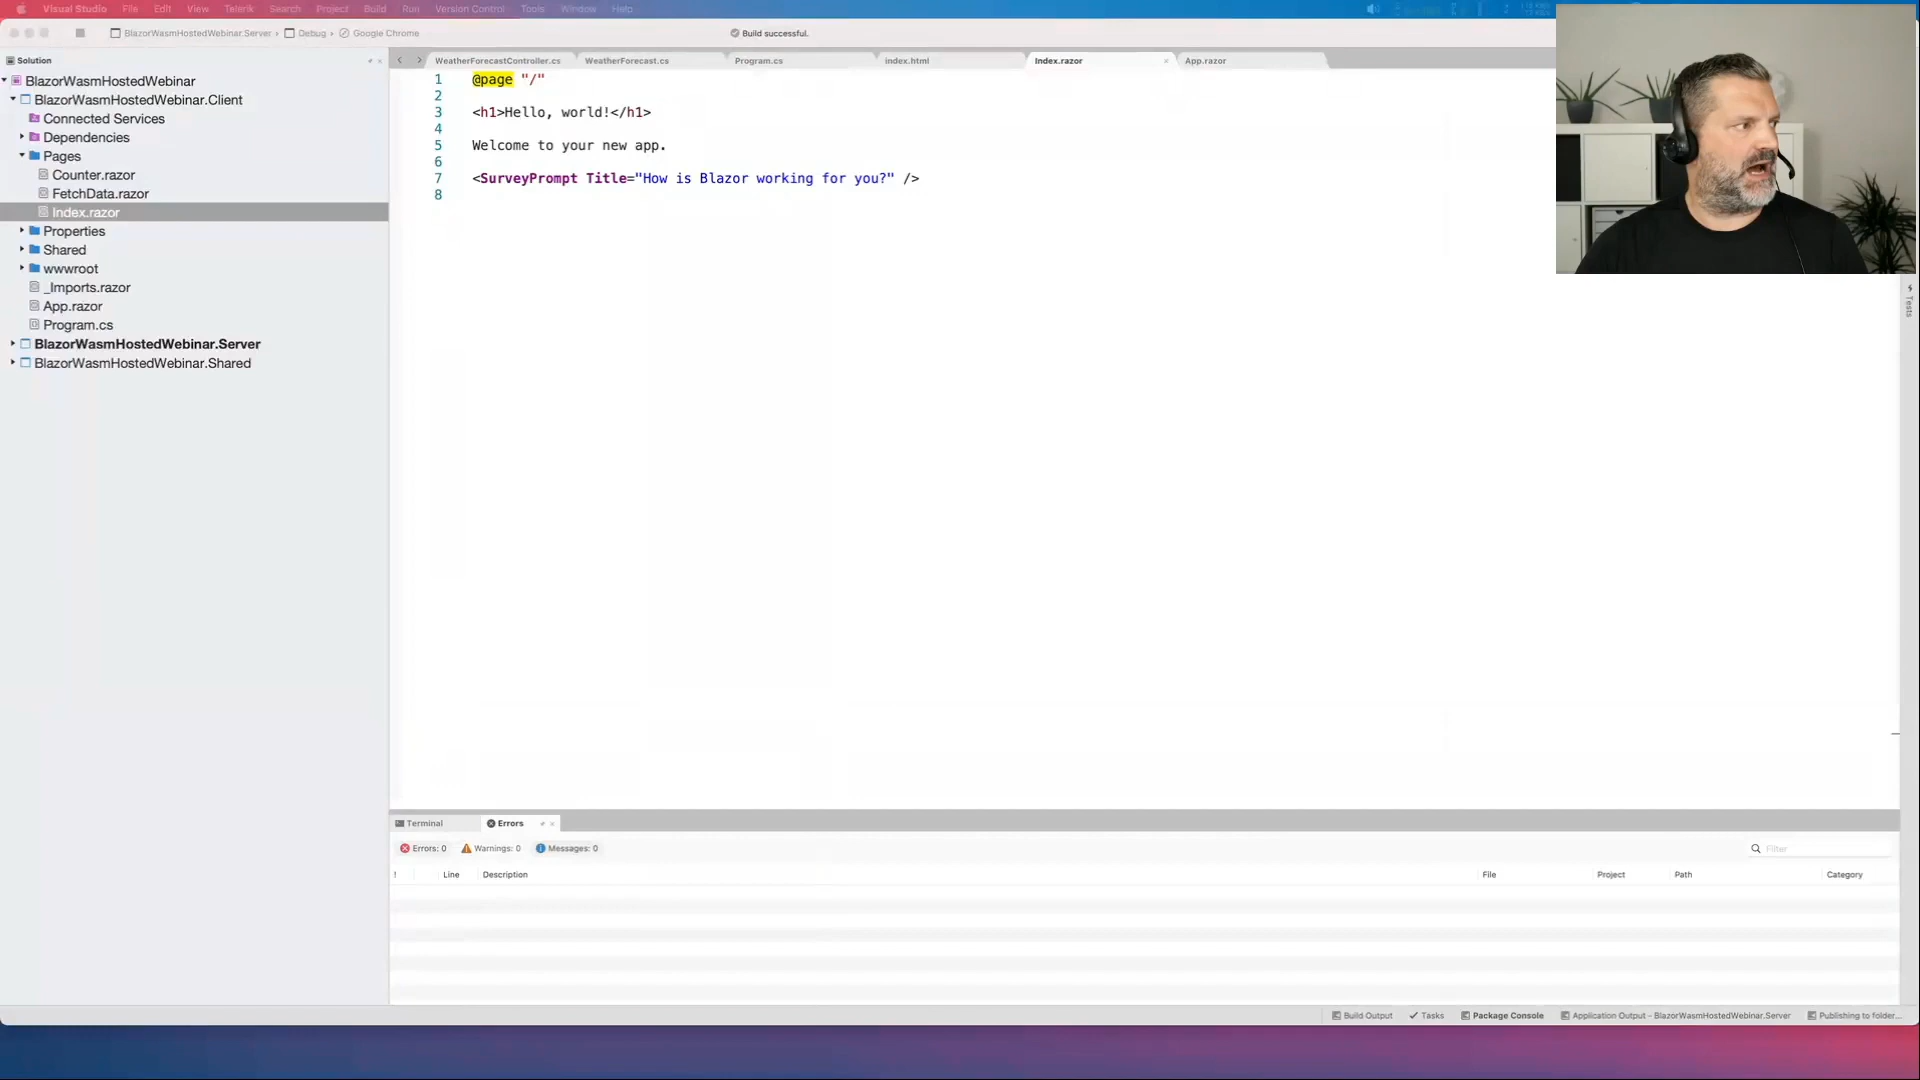 Visual Studio File Edit View Telerik Search Project Build Run Version Control Tools Window Help
BlazorWasmHostedWebinar.Server › Debug › Google Chrome
Build successful.
Solution
BlazorWasmHostedWebinar
BlazorWasmHostedWebinar.Client
Connected Services
Dependencies
Pages
Counter.razor
FetchData.razor
Index.razor
Properties
Shared
wwwroot
_Imports.razor
App.razor
Program.cs
BlazorWasmHostedWebinar.Server
BlazorWasmHostedWebinar.Shared
WeatherForecastController.cs WeatherForecast.cs Program.cs index.html Index.razor App.razor
1 @page "/"
2
3 <h1>Hello, world!</h1>
4
5 Welcome to your new app.
6
7 <SurveyPrompt Title="How is Blazor working for you?" />
8
Tests
Terminal Errors
Errors: 0 Warnings: 0 Messages: 0 Filter
! Line Description File Project Path Category
Build Output Tasks Package Console Application Output - BlazorWasmHostedWebinar.Server Publishing to folder...